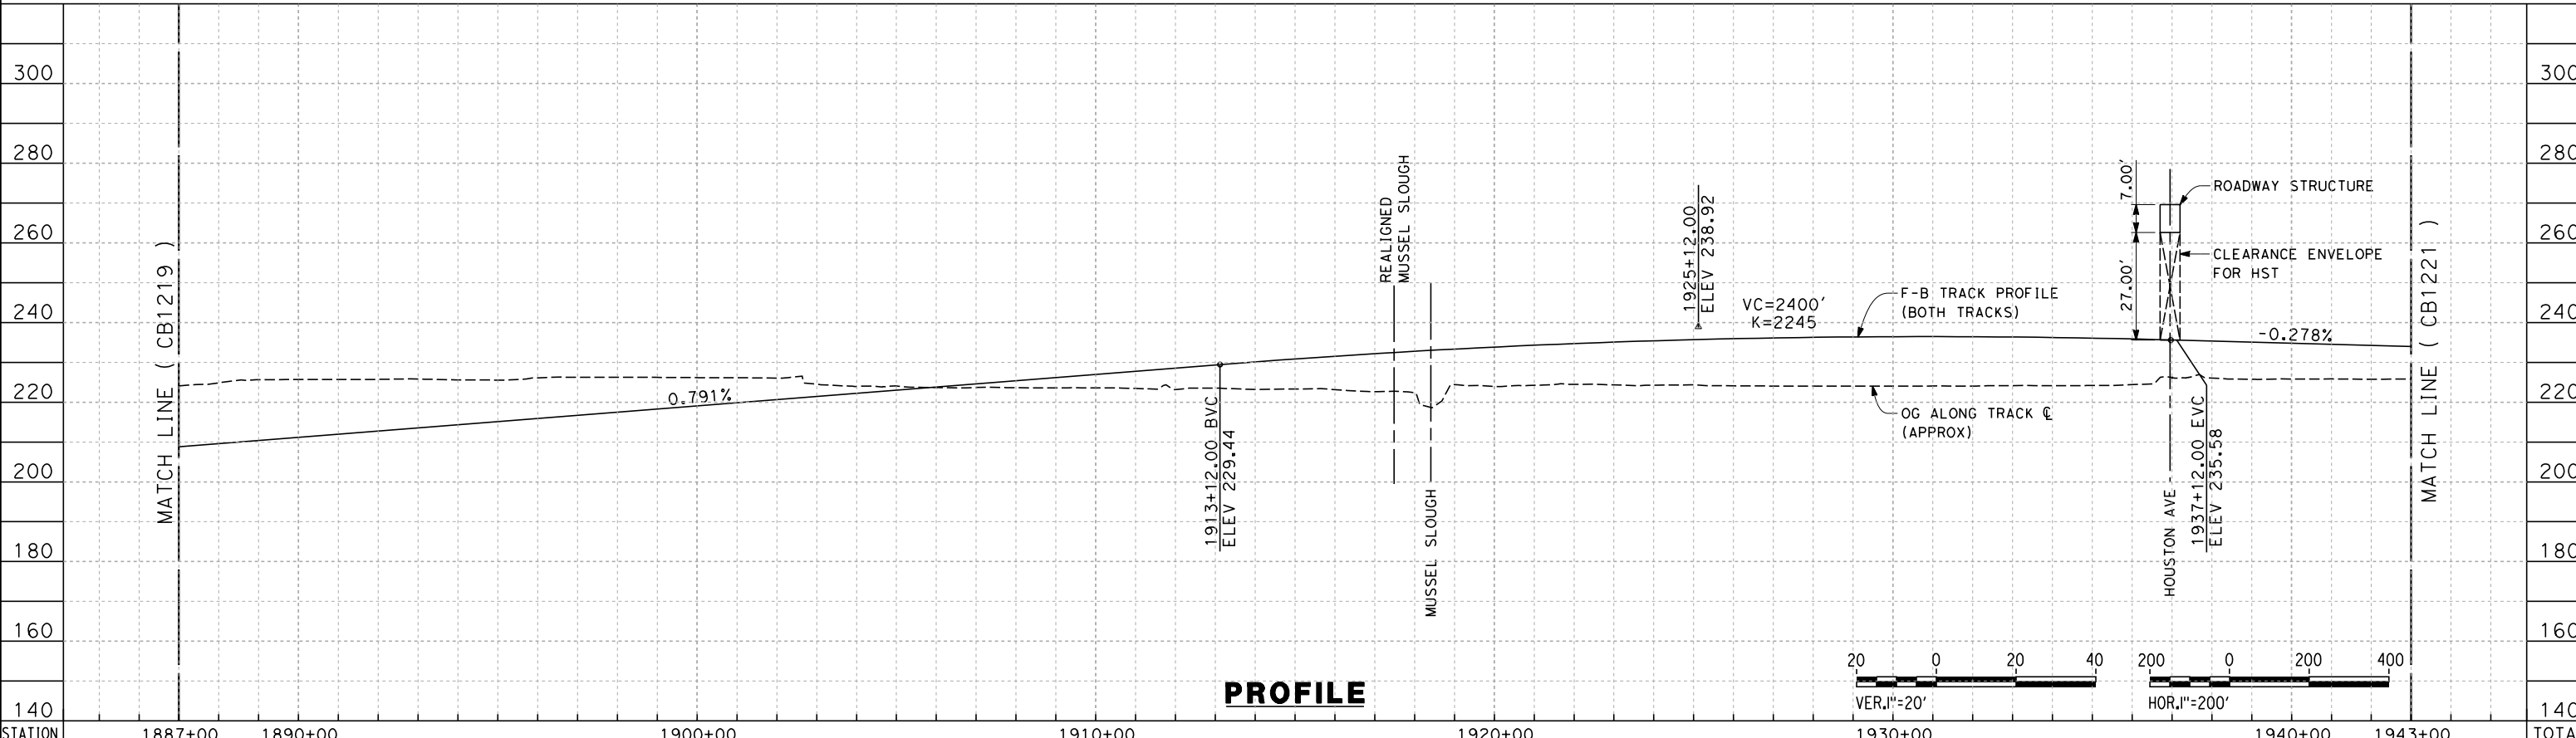 300
280
260
240
220
200
180
160
140
STATION
MATCH LINE ( CB1219 )
0.791%
1913+12.00 BVC
ELEV 229.44
REALIGNED
MUSSEL SLOUGH
MUSSEL SLOUGH
1925+12.00
ELEV 238.92
VC=2400'
K=2245
F-B TRACK PROFILE
(BOTH TRACKS)
OG ALONG TRACK ℄
(APPROX)
7.00'
27.00'
ROADWAY STRUCTURE
CLEARANCE ENVELOPE
FOR HST
-0.278%
HOUSTON AVE
1937+12.00 EVC
ELEV 235.58
MATCH LINE ( CB1221 )
300
280
260
240
220
200
180
160
140
PROFILE
20 0 20 40
VER.1"=20'
200 0 200 400
HOR.1"=200'
1887+00 1890+00 1900+00 1910+00 1920+00 1930+00 1940+00 1943+00